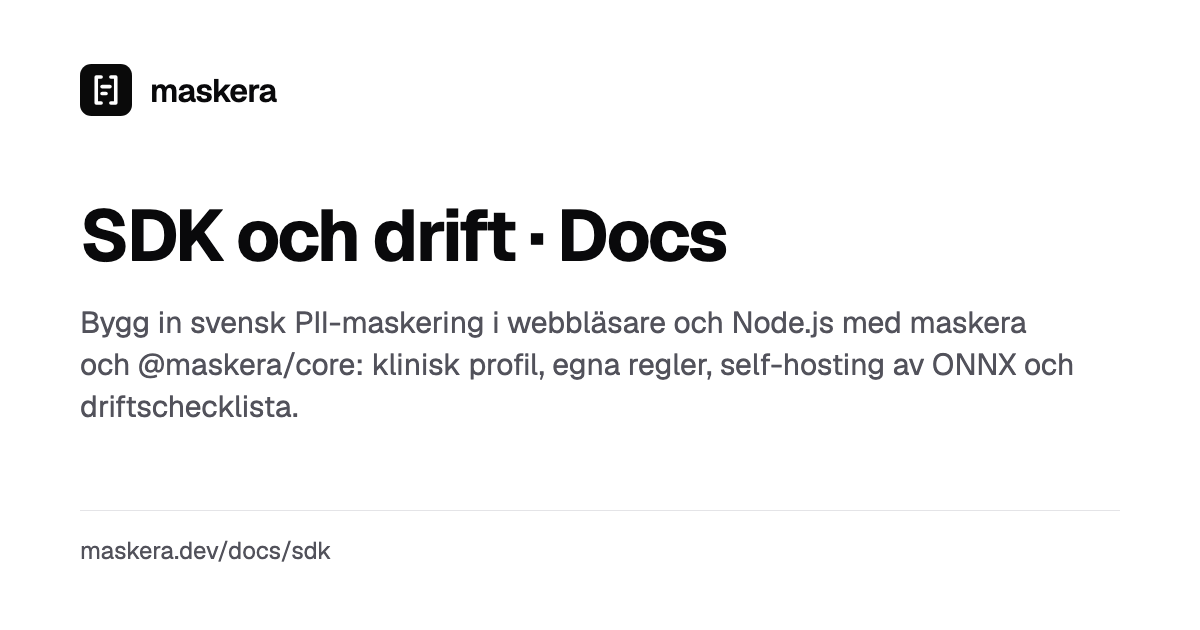 maskera
SDK och drift · Docs
Bygg in svensk PII-maskering i webbläsare och Node.js med maskera
och @maskera/core: klinisk profil, egna regler, self-hosting av ONNX och
driftschecklista.
maskera.dev/docs/sdk